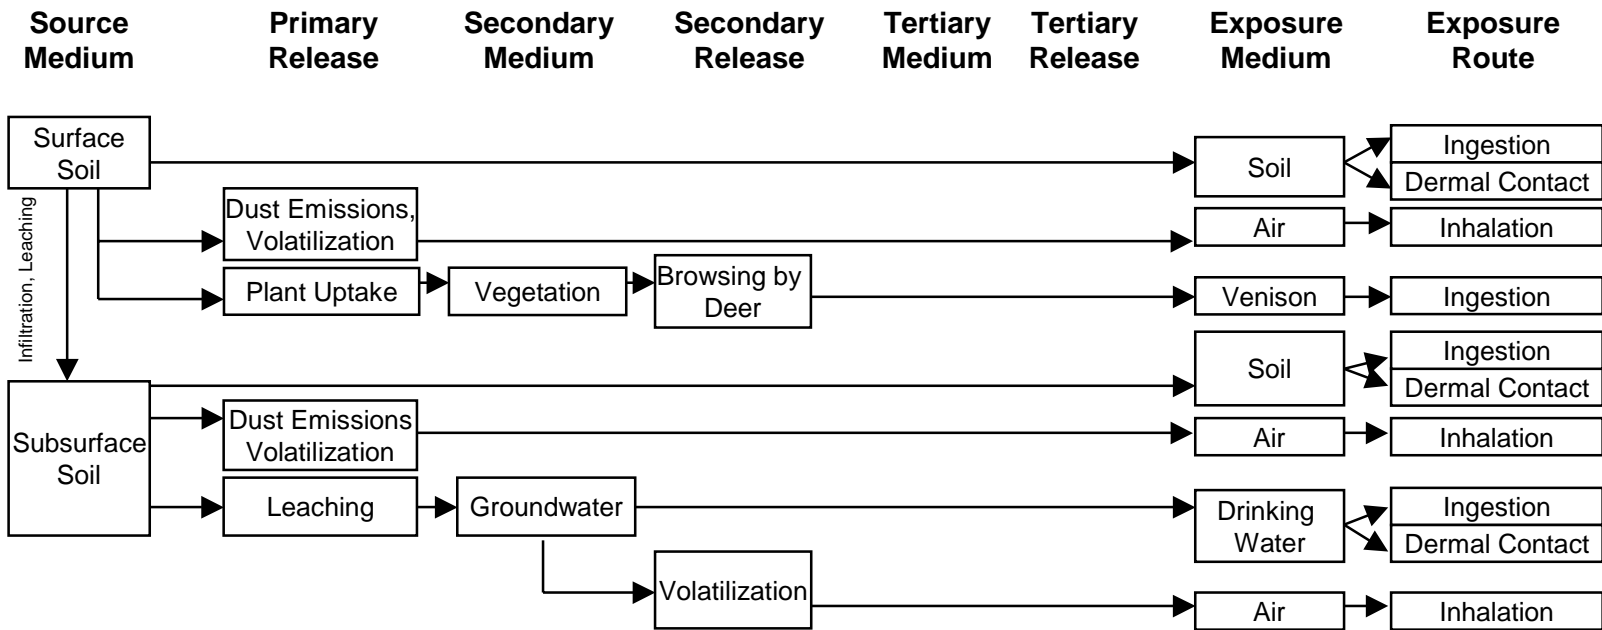 Source
Medium
Primary
Release
Secondary
Medium
Secondary
Release
Tertiary
Medium
Tertiary
Release
Exposure
Medium
Exposure
Route
Surface
Soil
Soil
Ingestion
Dermal Contact
Infiltration, Leaching
Dust Emissions,
Volatilization
Air
Inhalation
Plant Uptake
Vegetation
Browsing by
Deer
Venison
Ingestion
Subsurface
Soil
Soil
Ingestion
Dermal Contact
Dust Emissions
Volatilization
Air
Inhalation
Leaching
Groundwater
Drinking
Water
Ingestion
Dermal Contact
Volatilization
Air
Inhalation